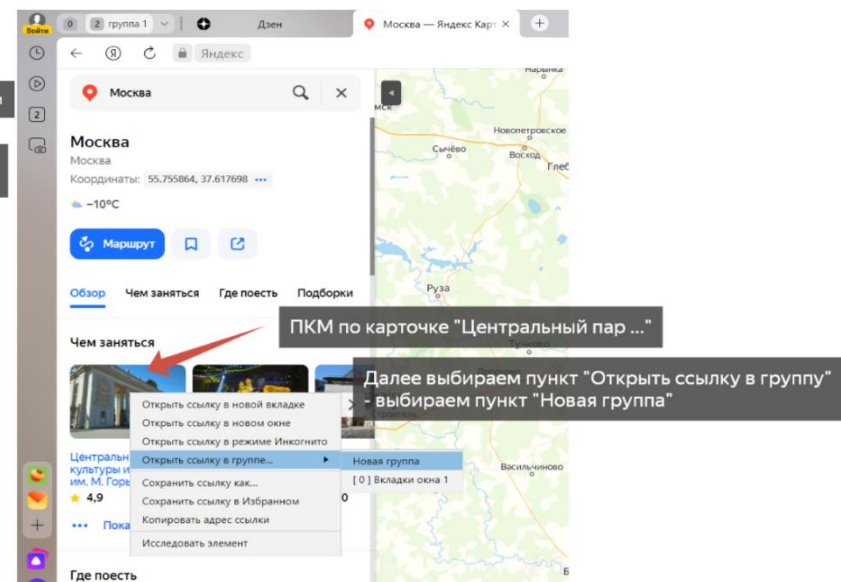 Войти
0
2 группа 1
Дзен
Москва — Яндекс Карт
Я
Яндекс
и
2
Москва
Москва
Москва
Координаты: 55.755864, 37.617698 •••
−10°C
Маршрут
Обзор Чем заняться Где поесть Подборки
Чем заняться
ПКМ по карточке "Центральный пар ..."
Далее выбираем пункт "Открыть ссылку в группу"
- выбираем пункт "Новая группа"
Открыть ссылку в новой вкладке
Открыть ссылку в новом окне
Открыть ссылку в режиме Инкогнито
Открыть ссылку в группе...
Новая группа
[ 0 ] Вкладки окна 1
Сохранить ссылку как...
Сохранить ссылку в Избранном
Копировать адрес ссылки
Исследовать элемент
Централь
культуры и
им. М. Горь
4,9
0
••• Пока
Где поесть
Новопетровское
Сычёво
Восход
Глеб
Руза
Тучково
Васильчиново
Б